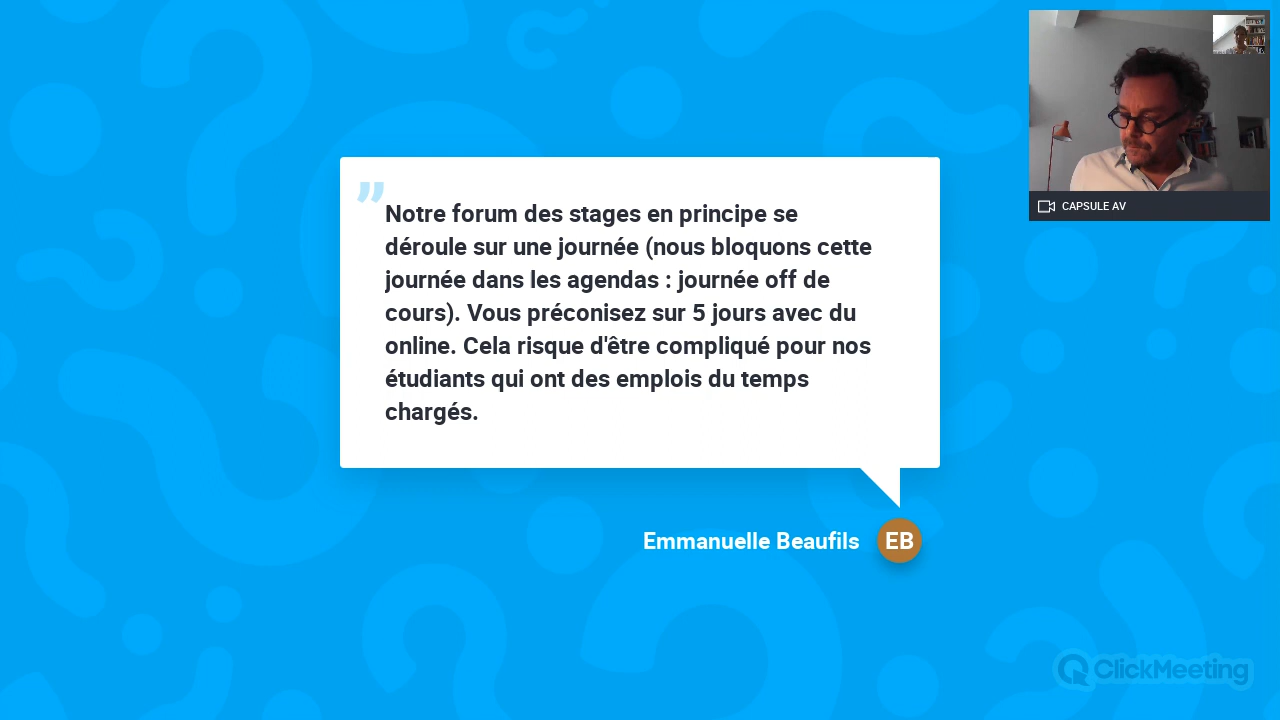 CAPSULE AV
”
Notre forum des stages en principe se
déroule sur une journée (nous bloquons cette
journée dans les agendas : journée off de
cours). Vous préconisez sur 5 jours avec du
online. Cela risque d'être compliqué pour nos
étudiants qui ont des emplois du temps
chargés.
Emmanuelle Beaufils
EB
ClickMeeting